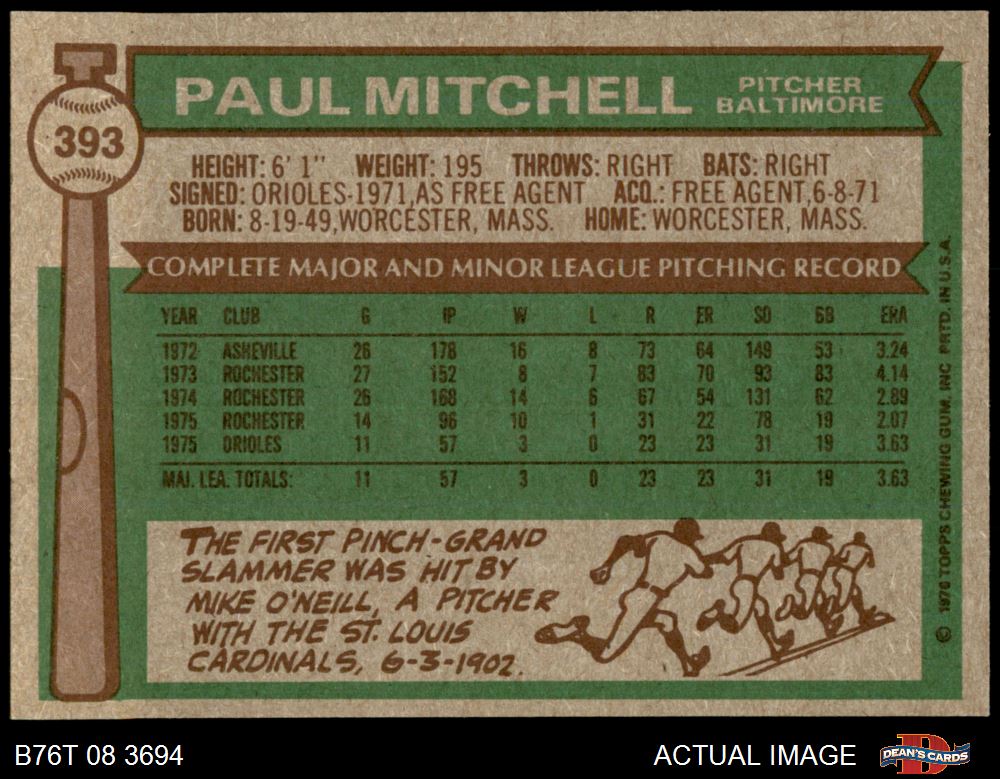 393
PAUL MITCHELL
PITCHER
BALTIMORE
HEIGHT: 6' 1" WEIGHT: 195 THROWS: RIGHT BATS: RIGHT
SIGNED: ORIOLES-1971, AS FREE AGENT ACQ.: FREE AGENT, 6-8-71
BORN: 8-19-49, WORCESTER, MASS. HOME: WORCESTER, MASS.
COMPLETE MAJOR AND MINOR LEAGUE PITCHING RECORD
YEAR CLUB G IP W L R ER SO BB ERA
1972 ASHEVILLE 26 178 16 8 73 64 149 53 3.24
1973 ROCHESTER 27 152 8 7 83 70 93 83 4.14
1974 ROCHESTER 26 168 14 6 67 54 131 62 2.89
1975 ROCHESTER 14 96 10 1 31 22 78 19 2.07
1975 ORIOLES 11 57 3 0 23 23 31 19 3.63
MAJ. LEA. TOTALS: 11 57 3 0 23 23 31 19 3.63
THE FIRST PINCH-GRAND
SLAMMER WAS HIT BY
MIKE O'NEILL, A PITCHER
WITH THE ST. LOUIS
CARDINALS, 6-3-1902.
© 1976 TOPPS CHEWING GUM, INC. PRTD. IN U.S.A.
B76T 08 3694
ACTUAL IMAGE
D
DEAN'S CARDS